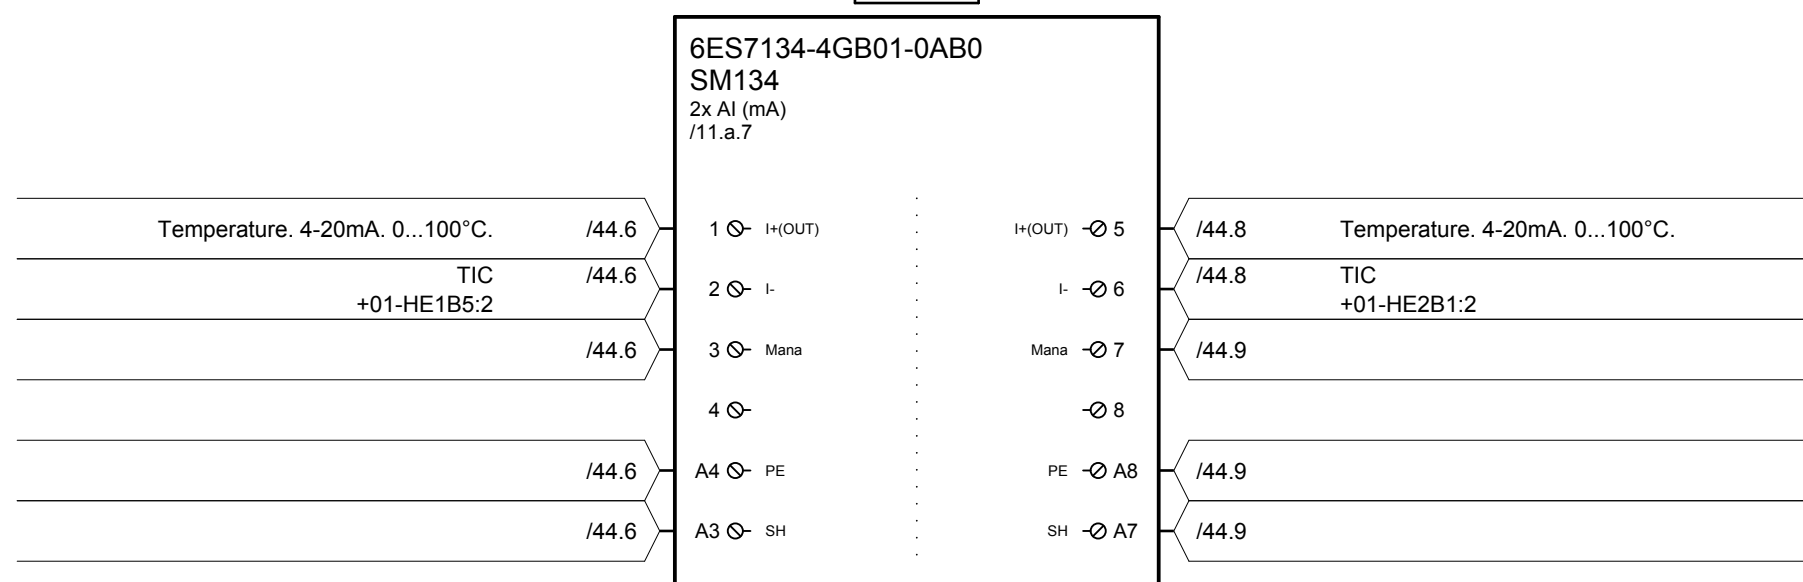 6ES7134-4GB01-0AB0
SM134
2x AI (mA)
/11.a.7
Temperature. 4-20mA. 0...100°C. /44.6 1 I+(OUT) I+(OUT) 5 /44.8 Temperature. 4-20mA. 0...100°C.
TIC /44.6 2 I- I- 6 /44.8 TIC
+01-HE1B5:2 +01-HE2B1:2
/44.6 3 Mana Mana 7 /44.9
4 8
/44.6 A4 PE PE A8 /44.9
/44.6 A3 SH SH A7 /44.9